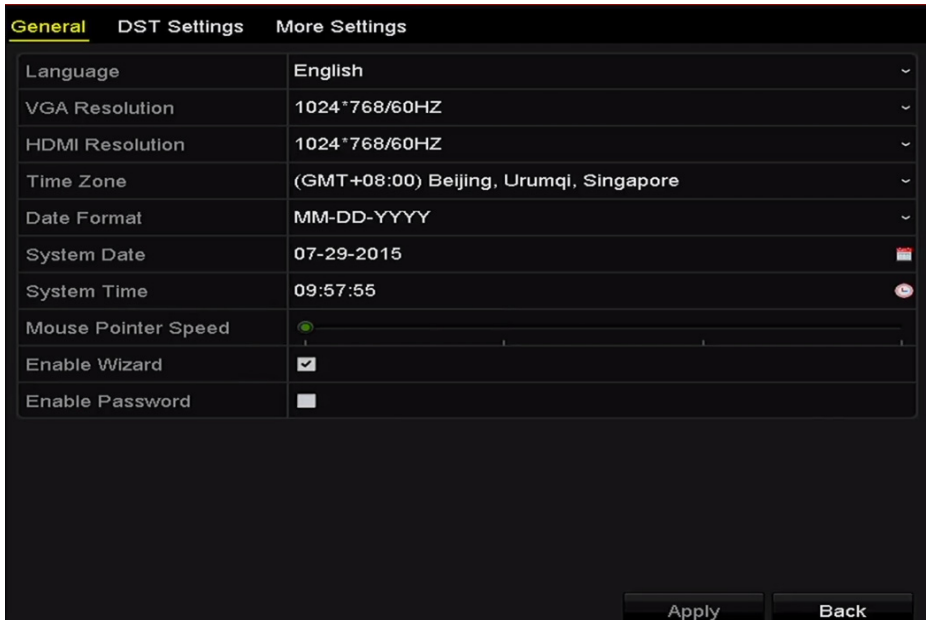 General DST Settings More Settings
Language English
VGA Resolution 1024*768/60HZ
HDMI Resolution 1024*768/60HZ
Time Zone (GMT+08:00) Beijing, Urumqi, Singapore
Date Format MM-DD-YYYY
System Date 07-29-2015
System Time 09:57:55
Mouse Pointer Speed
Enable Wizard
Enable Password
Apply Back